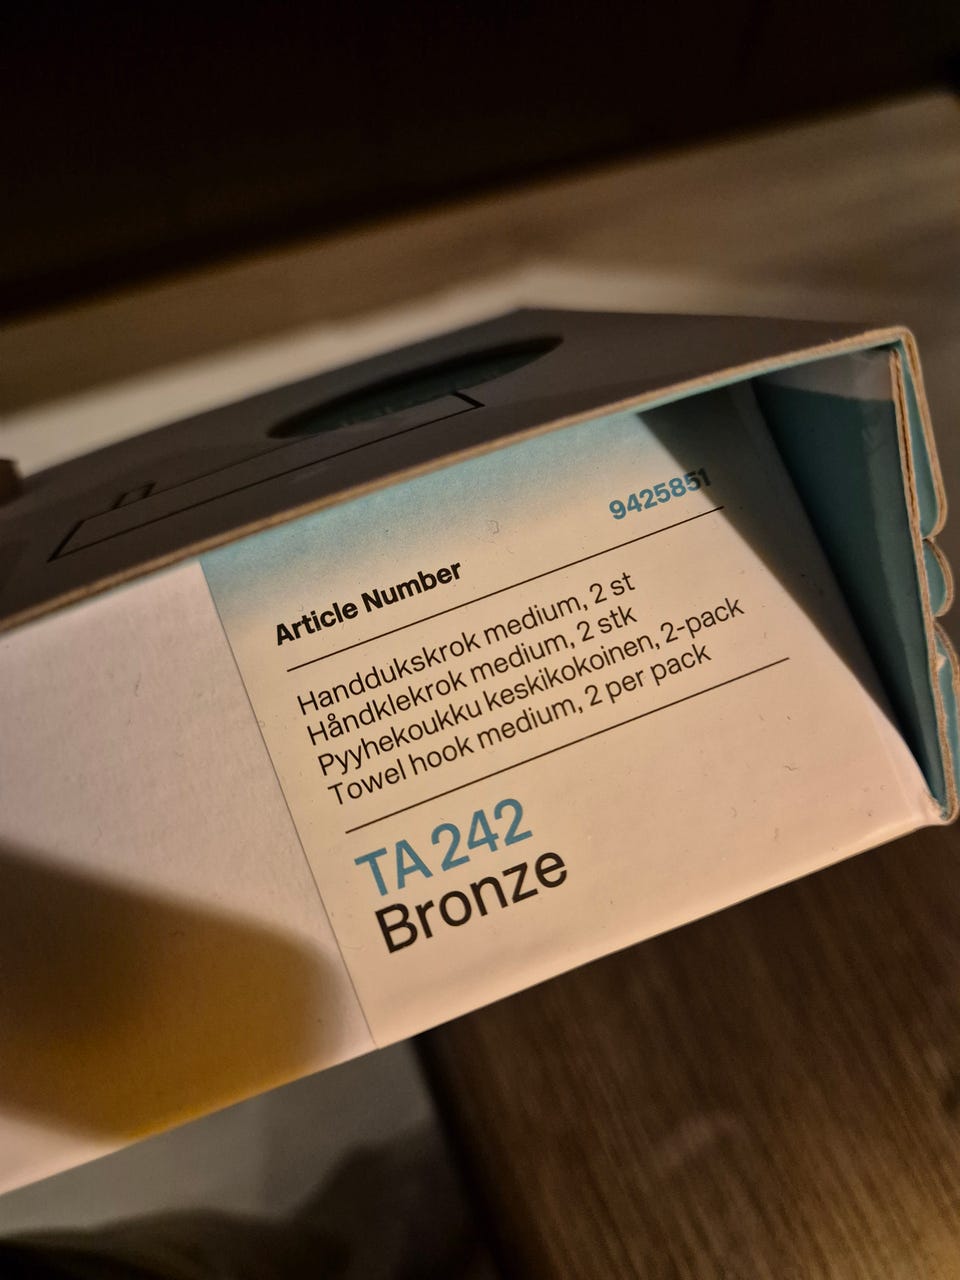 Article Number 9425851
Handdukskrok medium, 2 st
Håndklekrok medium, 2 stk
Pyyhekoukku keskikokoinen, 2-pack
Towel hook medium, 2 per pack
TA 242
Bronze